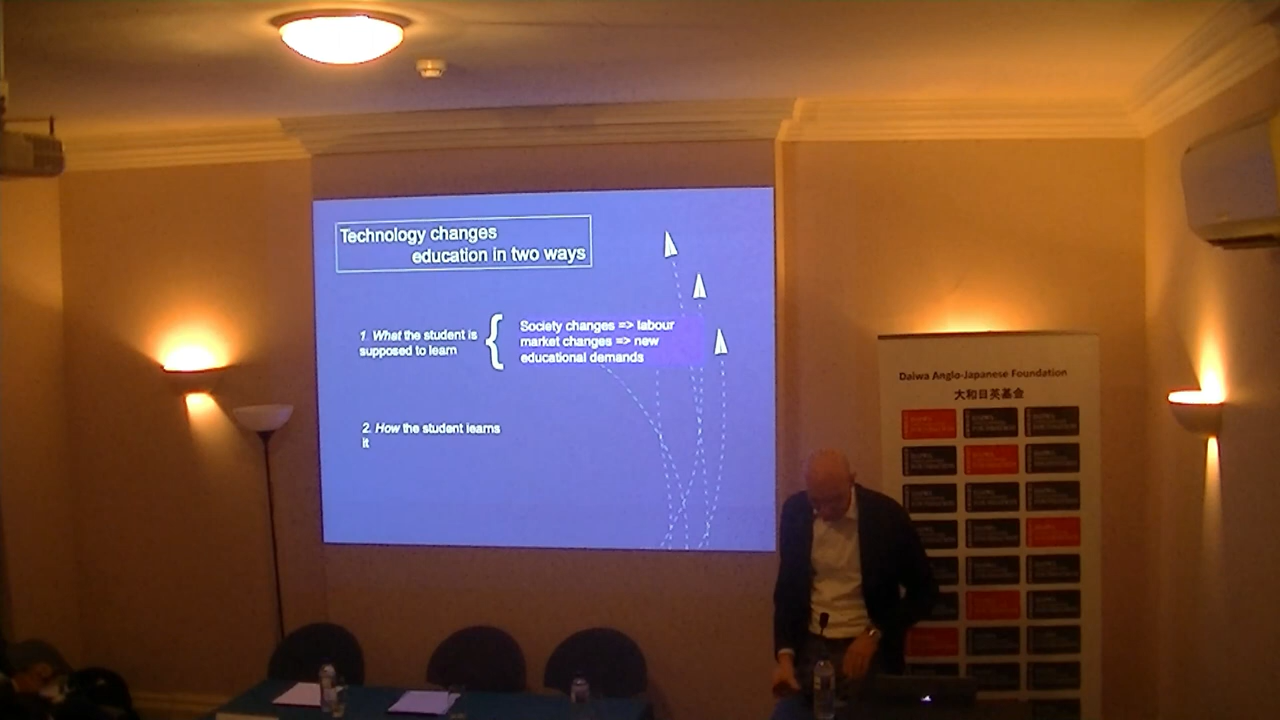 Technology changes
education in two ways
1. What the student is
supposed to learn
{
Society changes => labour
market changes => new
educational demands
2. How the student learns
it
Daiwa Anglo-Japanese Foundation
大和日英基金